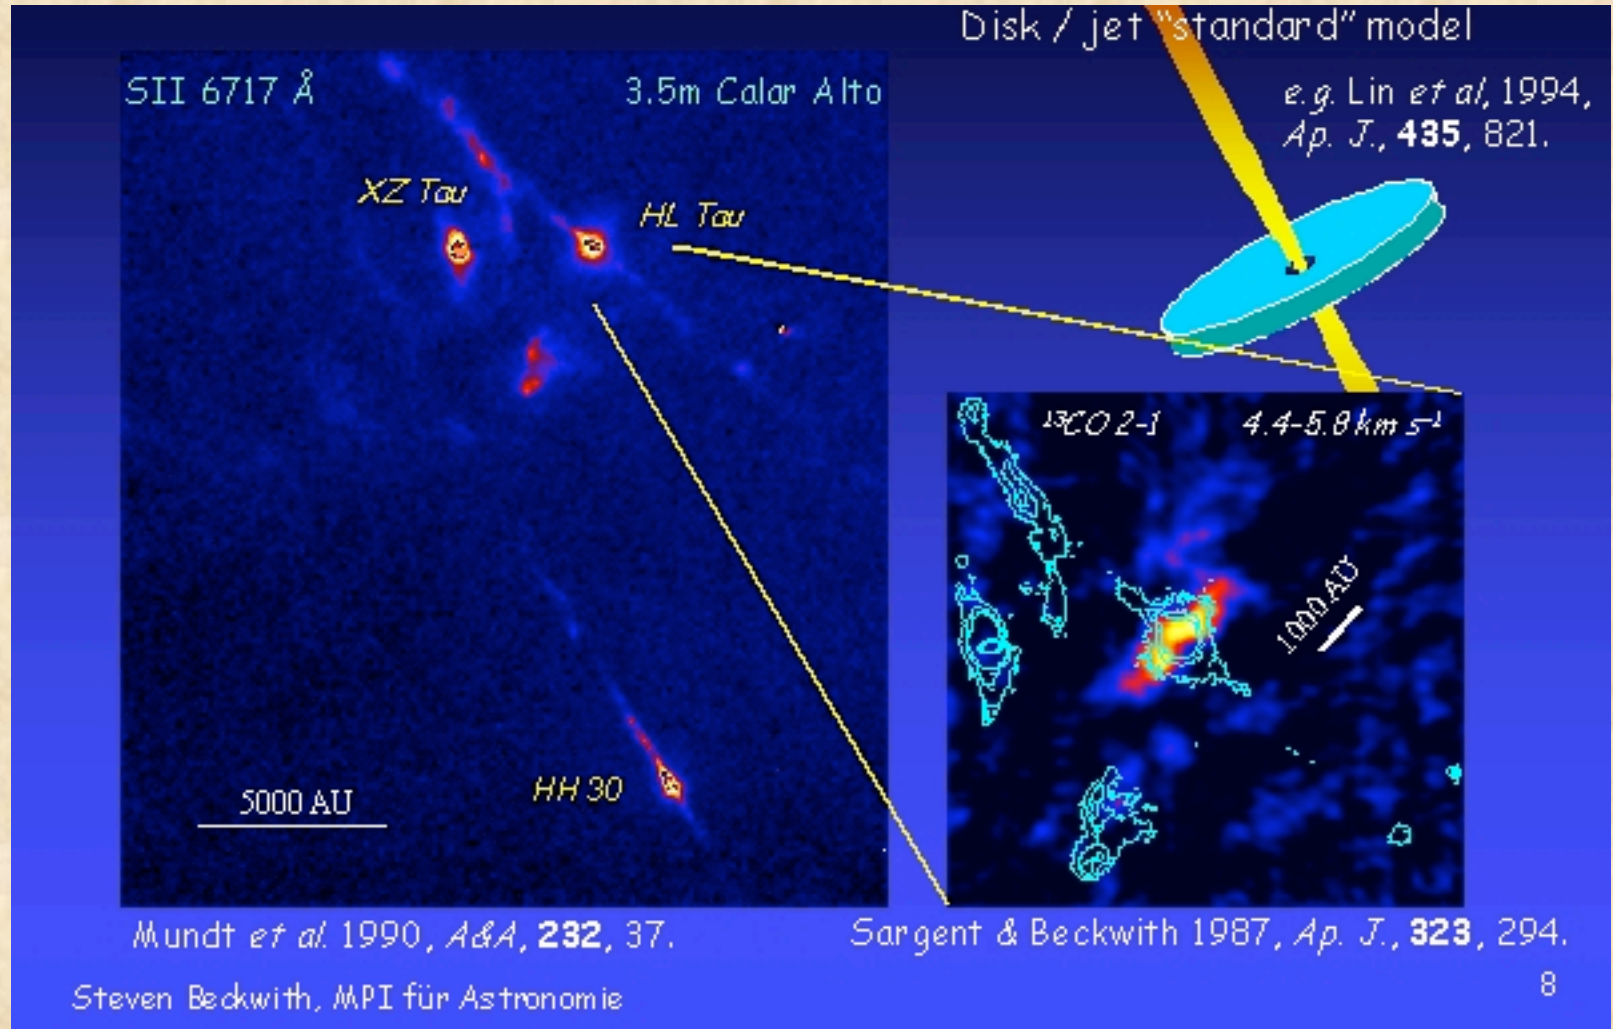 Disk / jet "standard" model
e.g. Lin et al, 1994,
Ap. J., 435, 821.
SII 6717 Å
3.5m Calar Alto
XZ Tau
HL Tau
HH 30
5000 AU
¹³CO 2-1
4.4-5.8 km s⁻¹
1000 AU
Mundt et al. 1990, A&A, 232, 37.
Sargent & Beckwith 1987, Ap. J., 323, 294.
Steven Beckwith, MPI für Astronomie
8